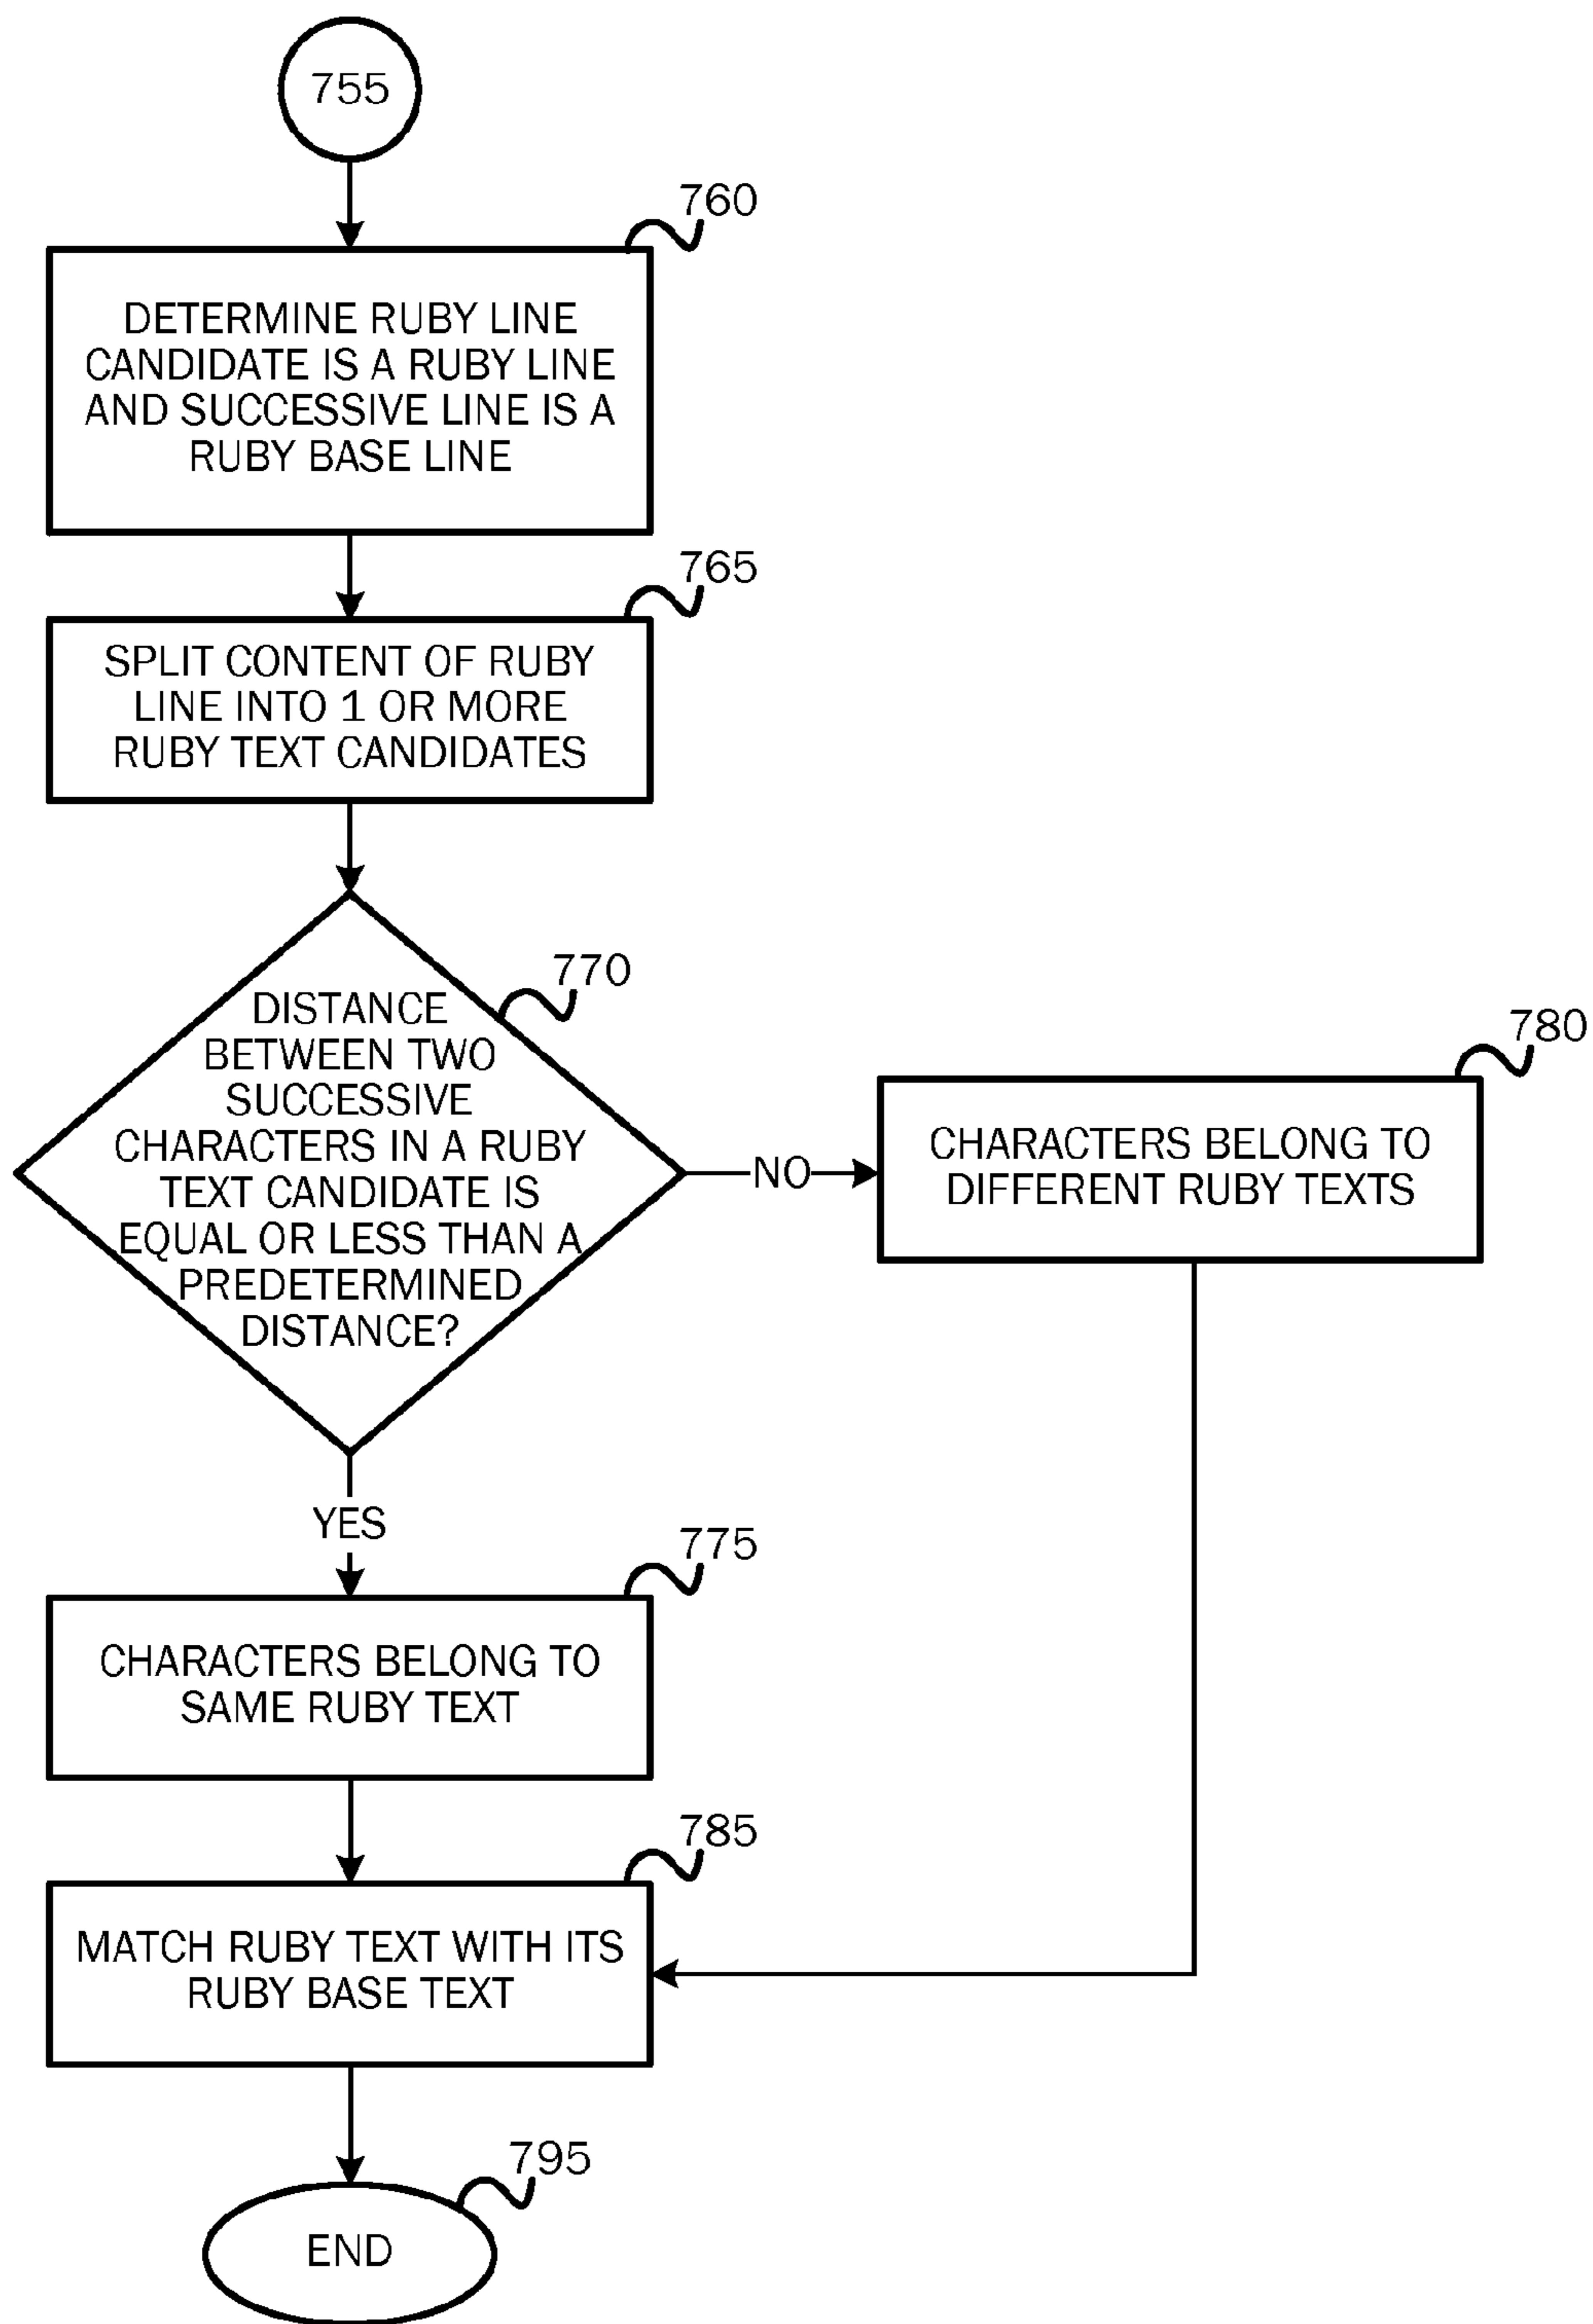 755
760
DETERMINE RUBY LINE
CANDIDATE IS A RUBY LINE
AND SUCCESSIVE LINE IS A
RUBY BASE LINE
765
SPLIT CONTENT OF RUBY
LINE INTO 1 OR MORE
RUBY TEXT CANDIDATES
770
DISTANCE
BETWEEN TWO
SUCCESSIVE
CHARACTERS IN A RUBY
TEXT CANDIDATE IS
EQUAL OR LESS THAN A
PREDETERMINED
DISTANCE?
NO
780
CHARACTERS BELONG TO
DIFFERENT RUBY TEXTS
YES
775
CHARACTERS BELONG TO
SAME RUBY TEXT
785
MATCH RUBY TEXT WITH ITS
RUBY BASE TEXT
795
END